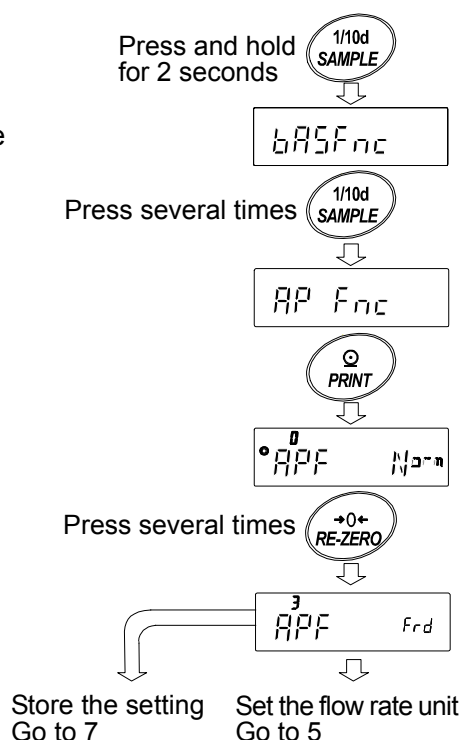 Press and hold
for 2 seconds
1/10d
SAMPLE
e
bASFnc
Press several times
1/10d
SAMPLE
AP Fnc
PRINT
0
APF Norm
Press several times
→0←
RE-ZERO
3
APF Frd
Store the setting
Go to 7
Set the flow rate unit
Go to 5